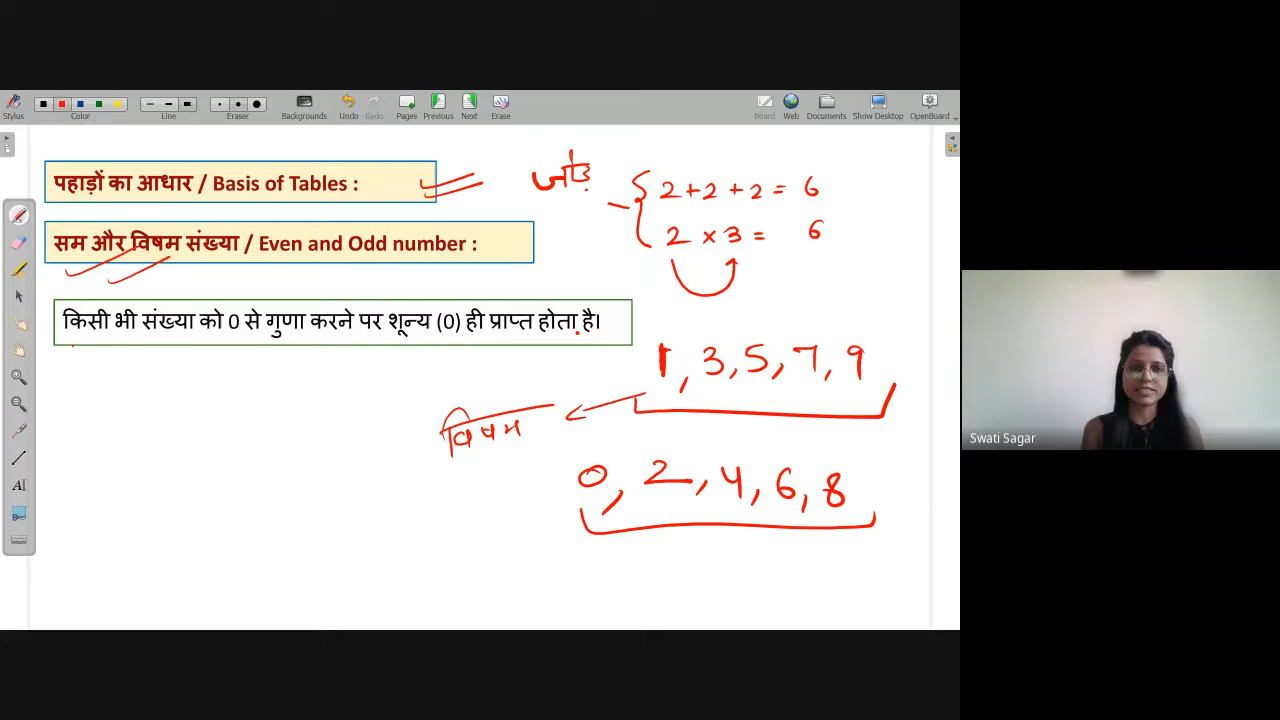 Stylus Color Line Eraser Backgrounds Undo Redo Pages Previous Next Erase Board Web Documents Show Desktop OpenBoard
पहाड़ों का आधार / Basis of Tables :
जोड़
2+2+2= 6
2×3= 6
सम और विषम संख्या / Even and Odd number :
किसी भी संख्या को 0 से गुणा करने पर शून्य (0) ही प्राप्त होता है।
1, 3, 5, 7, 9
विषम
0, 2, 4, 6, 8
Swati Sagar